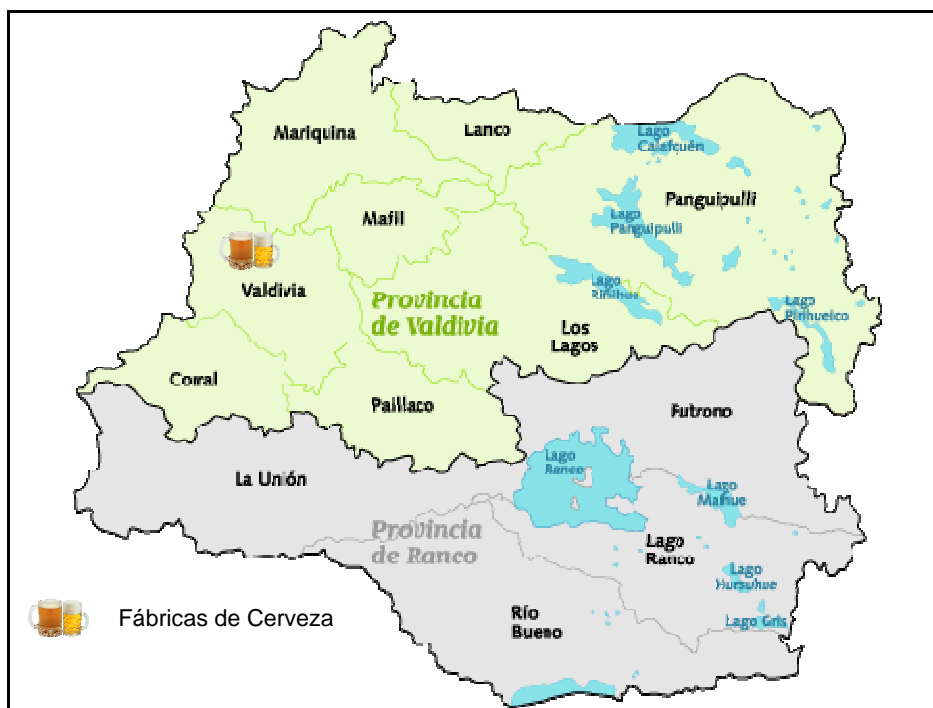 Mariquina
Lanco
Lago
Calafcuén
Panguipulli
Mafil
Lago
Panguipulli
Valdivia
Lago
Riñihue
Provincia
de Valdivia
Lago
Pirihueico
Los
Lagos
Corral
Paillaco
Futrono
Lago
Ranco
La Unión
Lago
Maihue
Provincia
de Ranco
Lago
Ranco
Lago
Fábricas de Cerveza
Río
Bueno
Lago Gris